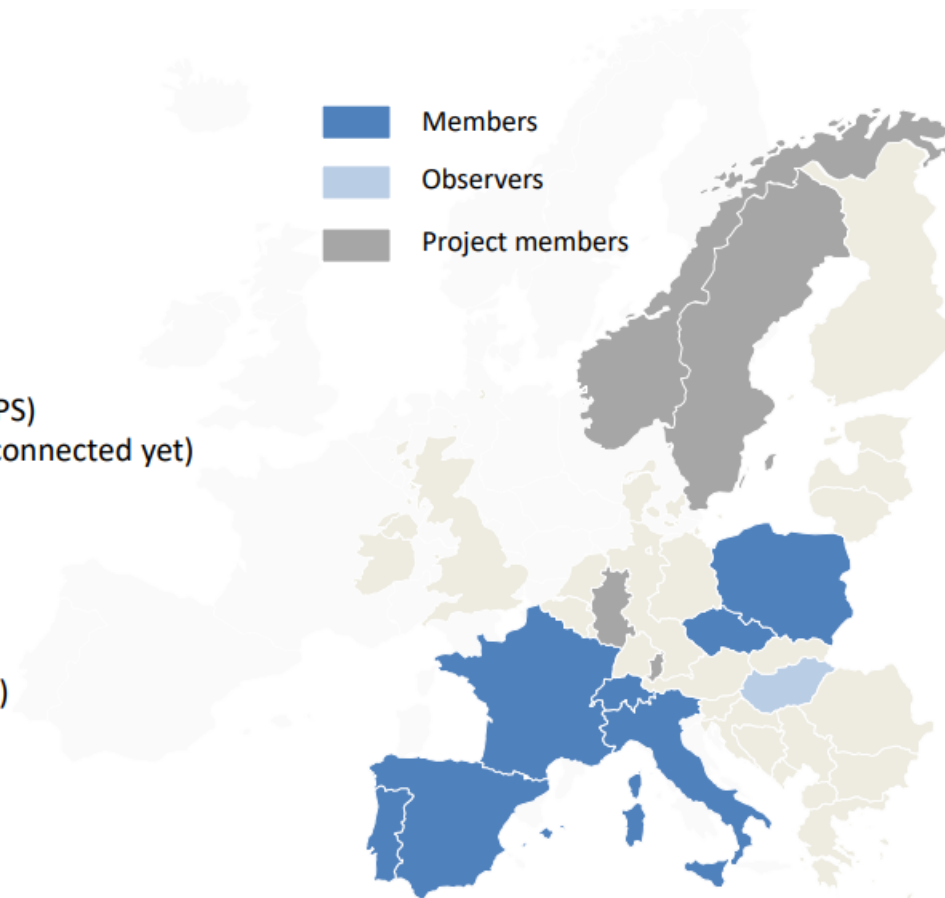 Members
Observers
Project members
PS)
connected yet)
)